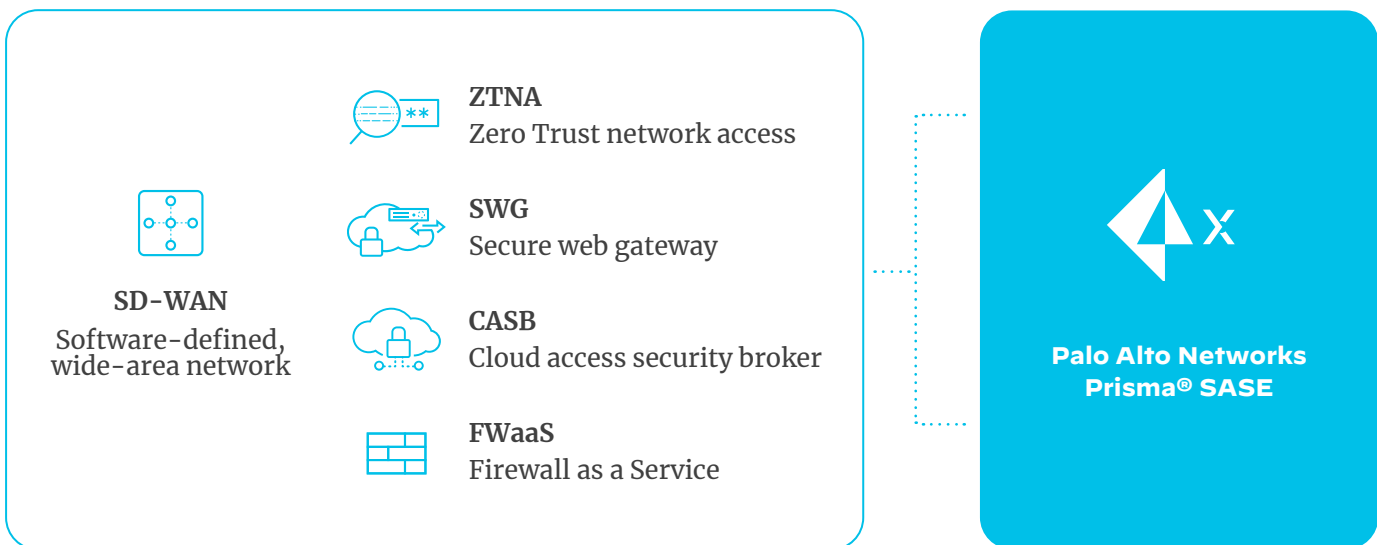 SD-WAN
Software-defined,
wide-area network
ZTNA
Zero Trust network access
**
SWG
Secure web gateway
CASB
Cloud access security broker
FWaaS
Firewall as a Service
X
Palo Alto Networks
Prisma® SASE